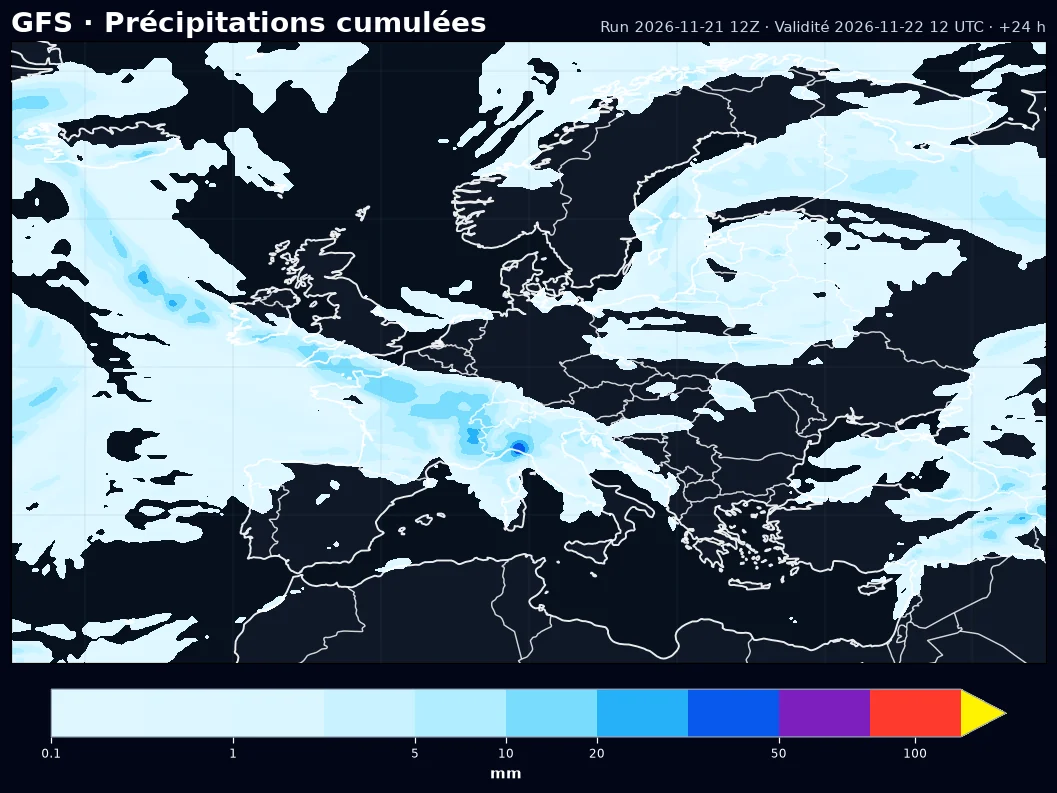 GFS · Précipitations cumulées
Run 2026-11-21 12Z · Validité 2026-11-22 12 UTC · +24 h
0.1 1 5 10 20 50 100
mm